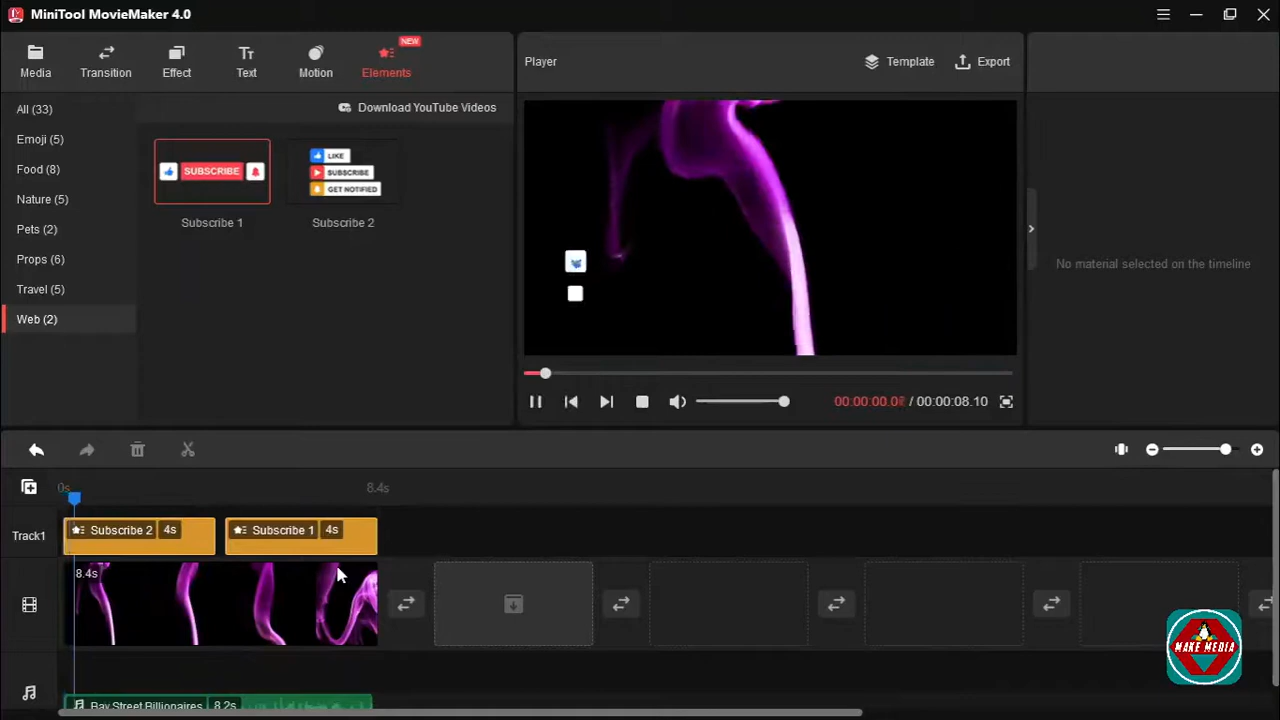 MiniTool MovieMaker 4.0
Media
Transition
Effect
Tt
Text
Motion
NEW
Elements
Player
Template
Export
All (33)
Download YouTube Videos
Emoji (5)
Food (8)
Nature (5)
Pets (2)
Props (6)
Travel (5)
Web (2)
SUBSCRIBE
LIKE
SUBSCRIBE
GET NOTIFIED
Subscribe 1
Subscribe 2
No material selected on the timeline
/ 00:00:08.10
0s
8.4s
Track1
Subscribe 2 4s
Subscribe 1 4s
8.4s
MAKE MEDIA
Bay Street Billionaires 8.2s